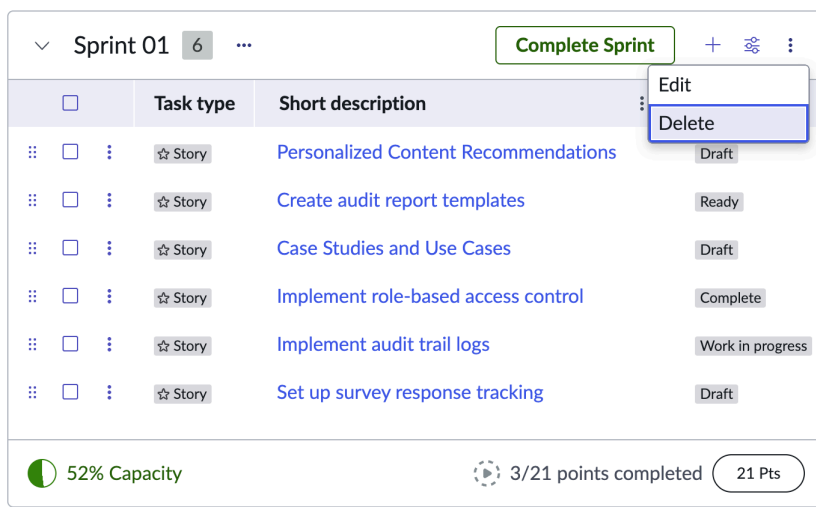 Sprint 01 6 ... Complete Sprint
Edit
Task type Short description
Delete
Story Personalized Content Recommendations Draft
Story Create audit report templates Ready
Story Case Studies and Use Cases Draft
Story Implement role-based access control Complete
Story Implement audit trail logs Work in progress
Story Set up survey response tracking Draft
52% Capacity 3/21 points completed 21 Pts